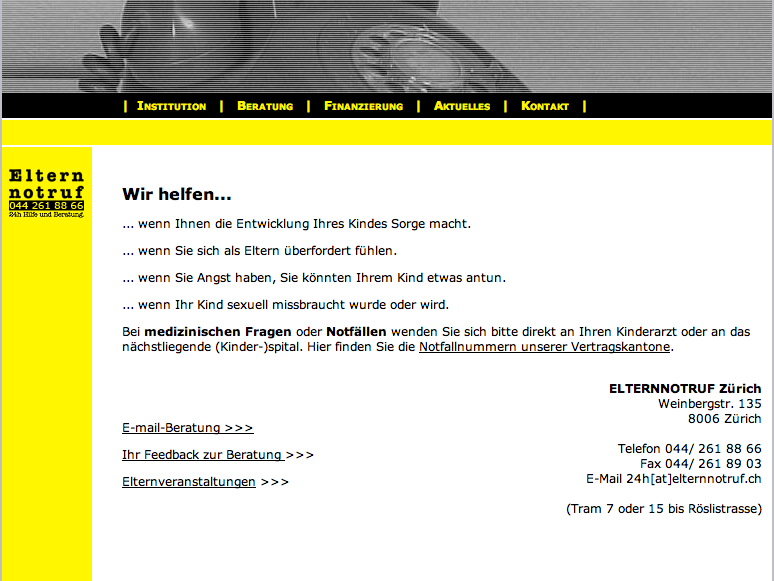 | Institution | Beratung | Finanzierung | Aktuelles | Kontakt |
Eltern
notruf
044 261 88 66
24h Hilfe und Beratung.
Wir helfen...
... wenn Ihnen die Entwicklung Ihres Kindes Sorge macht.
... wenn Sie sich als Eltern überfordert fühlen.
... wenn Sie Angst haben, Sie könnten Ihrem Kind etwas antun.
... wenn Ihr Kind sexuell missbraucht wurde oder wird.
Bei medizinischen Fragen oder Notfällen wenden Sie sich bitte direkt an Ihren Kinderarzt oder an das
nächstliegende (Kinder-)spital. Hier finden Sie die Notfallnummern unserer Vertragskantone.
E-mail-Beratung >>>
Ihr Feedback zur Beratung >>>
Elternveranstaltungen >>>
ELTERNNOTRUF Zürich
Weinbergstr. 135
8006 Zürich
Telefon 044/ 261 88 66
Fax 044/ 261 89 03
E-Mail 24h[at]elternnotruf.ch
(Tram 7 oder 15 bis Röslistrasse)